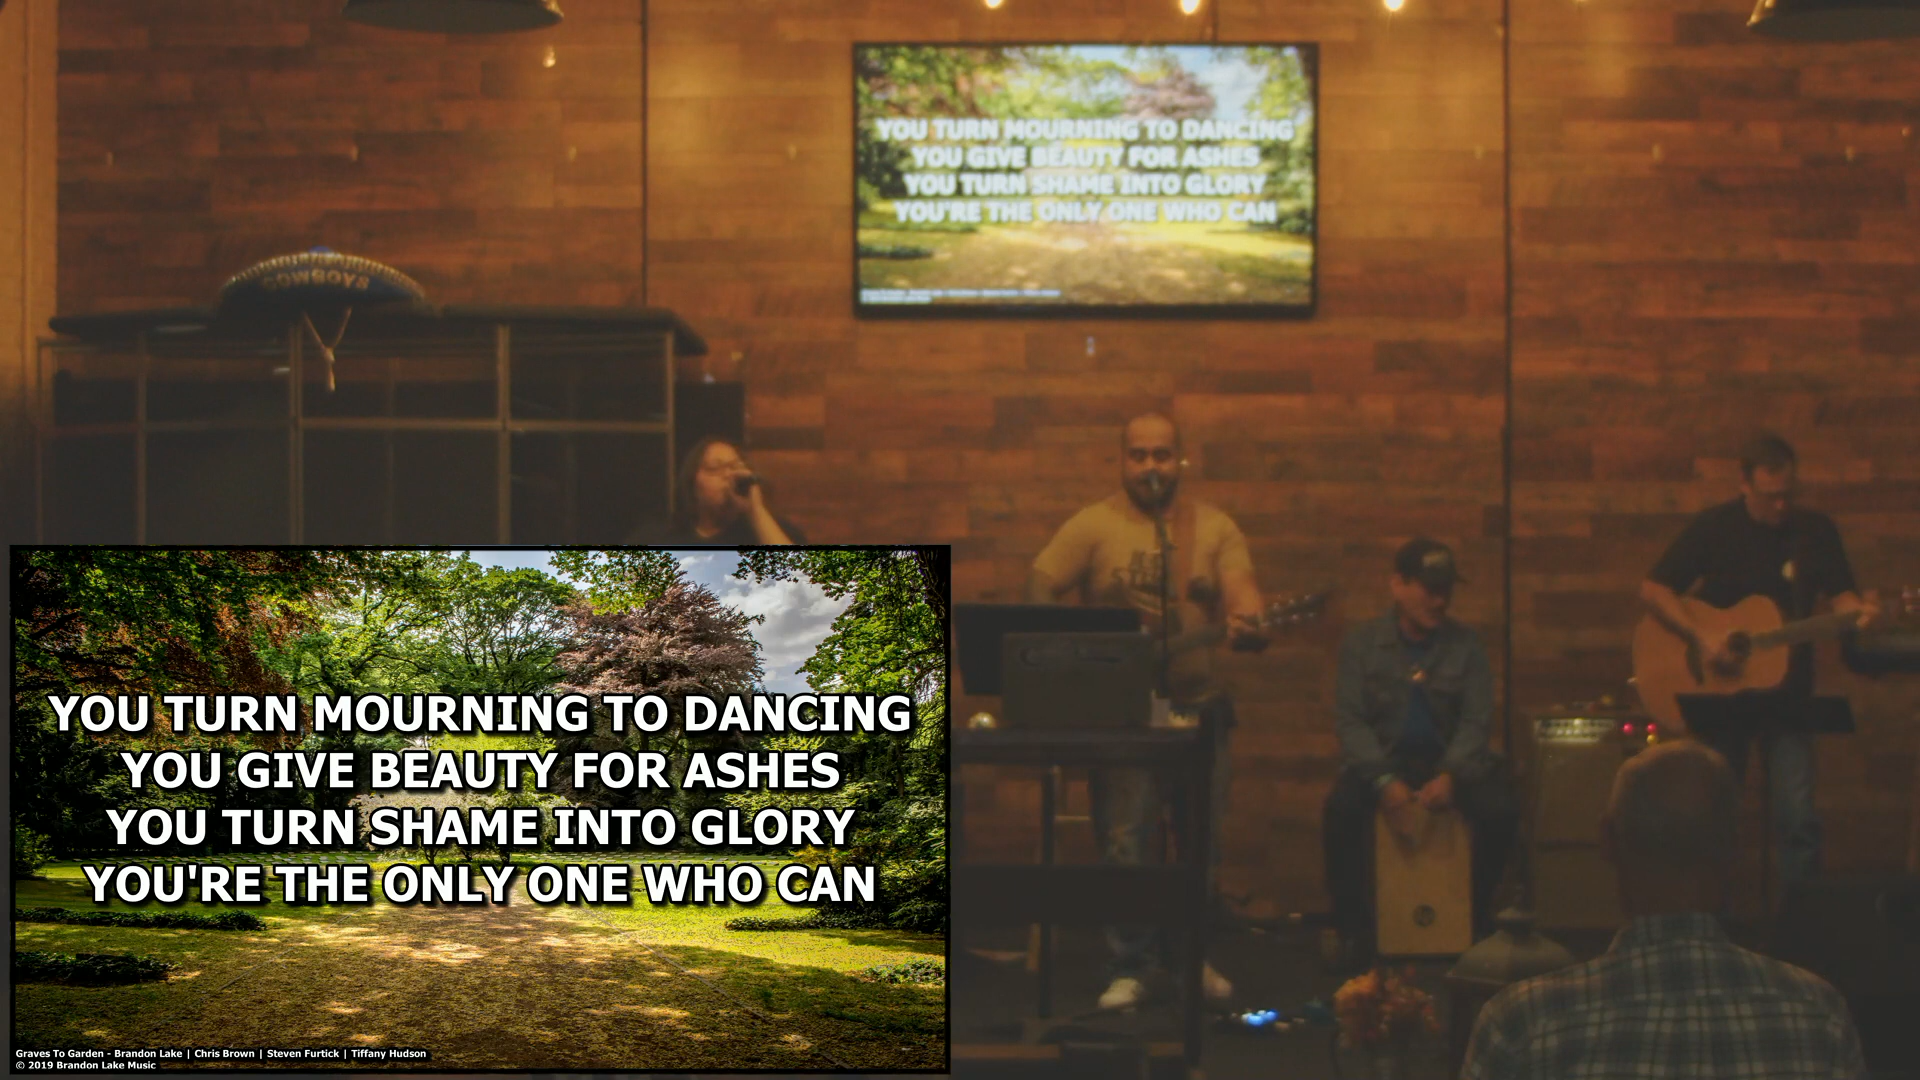 YOU TURN MOURNING TO DANCING
YOU GIVE BEAUTY FOR ASHES
YOU TURN SHAME INTO GLORY
YOU'RE THE ONLY ONE WHO CAN
COWBOYS
YOU TURN MOURNING TO DANCING
YOU GIVE BEAUTY FOR ASHES
YOU TURN SHAME INTO GLORY
YOU'RE THE ONLY ONE WHO CAN
Graves To Garden - Brandon Lake | Chris Brown | Steven Furtick | Tiffany Hudson
© 2019 Brandon Lake Music